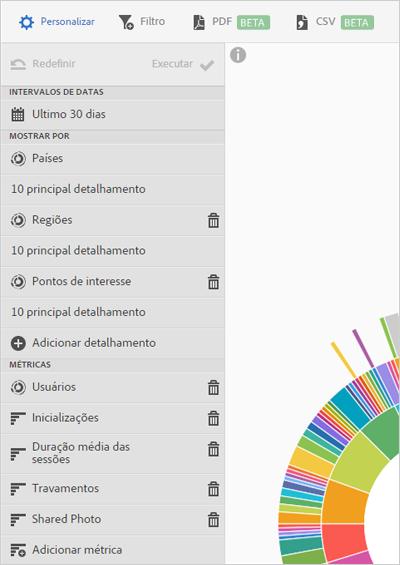 Personalizar Filtro PDF BETA CSV BETA
Redefinir Executar
INTERVALOS DE DATAS
Ultimo 30 dias
MOSTRAR POR
Países
10 principal detalhamento
Regiões
10 principal detalhamento
Pontos de interesse
10 principal detalhamento
Adicionar detalhamento
MÉTRICAS
Usuários
Inicializações
Duração média das
sessões
Travamentos
Shared Photo
Adicionar métrica